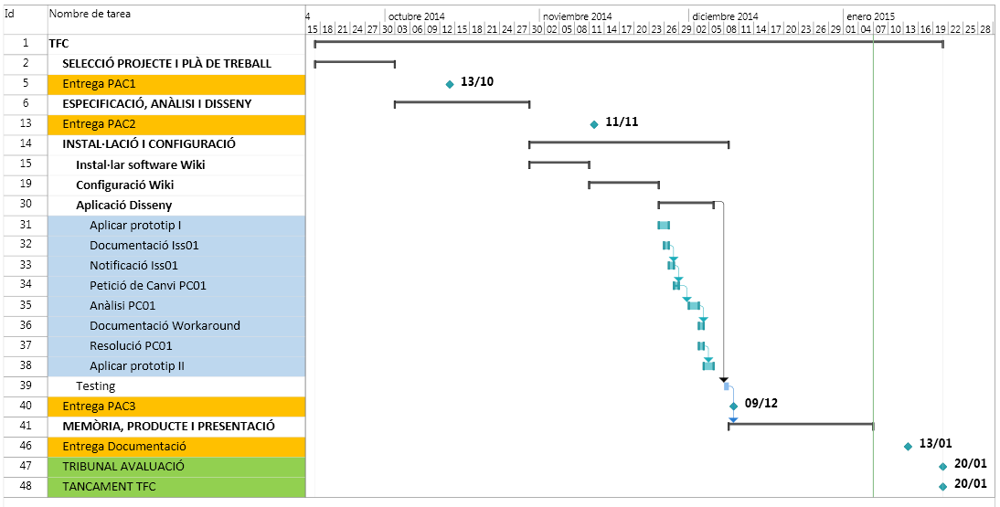 Id Nombre de tarea 4 octubre 2014 noviembre 2014 diciembre 2014 enero 2015
15 18 21 24 27 30 03 06 09 12 15 18 21 24 27 30 02 05 08 11 14 17 20 23 26 29 02 05 08 11 14 17 20 23 26 29 01 04 07 10 13 16 19 22 25 28
1 TFC
2 SELECCIÓ PROJECTE I PLÀ DE TREBALL
5 Entrega PAC1 13/10
6 ESPECIFICACIÓ, ANÀLISI I DISSENY
13 Entrega PAC2 11/11
14 INSTAL·LACIÓ I CONFIGURACIÓ
15 Instal·lar software Wiki
19 Configuració Wiki
30 Aplicació Disseny
31 Aplicar prototip I
32 Documentació Iss01
33 Notificació Iss01
34 Petició de Canvi PC01
35 Anàlisi PC01
36 Documentació Workaround
37 Resolució PC01
38 Aplicar prototip II
39 Testing
40 Entrega PAC3 09/12
41 MEMÒRIA, PRODUCTE I PRESENTACIÓ
46 Entrega Documentació 13/01
47 TRIBUNAL AVALUACIÓ 20/01
48 TANCAMENT TFC 20/01